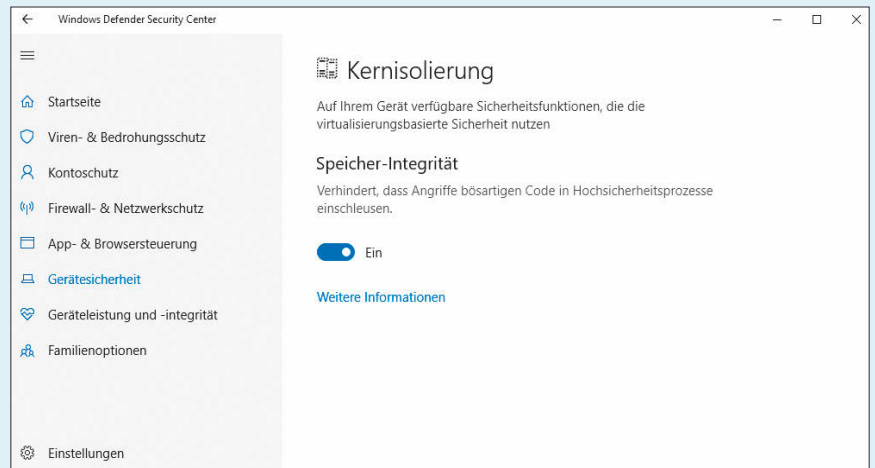 Windows Defender Security Center
Startseite
Viren- & Bedrohungsschutz
Kontoschutz
Firewall- & Netzwerkschutz
App- & Browsersteuerung
Gerätesicherheit
Geräteleistung und -integrität
Familienoptionen
Einstellungen
Kernisolierung
Auf Ihrem Gerät verfügbare Sicherheitsfunktionen, die die
virtualisierungsbasierte Sicherheit nutzen
Speicher-Integrität
Verhindert, dass Angriffe bösartigen Code in Hochsicherheitsprozesse
einschleusen.
Ein
Weitere Informationen